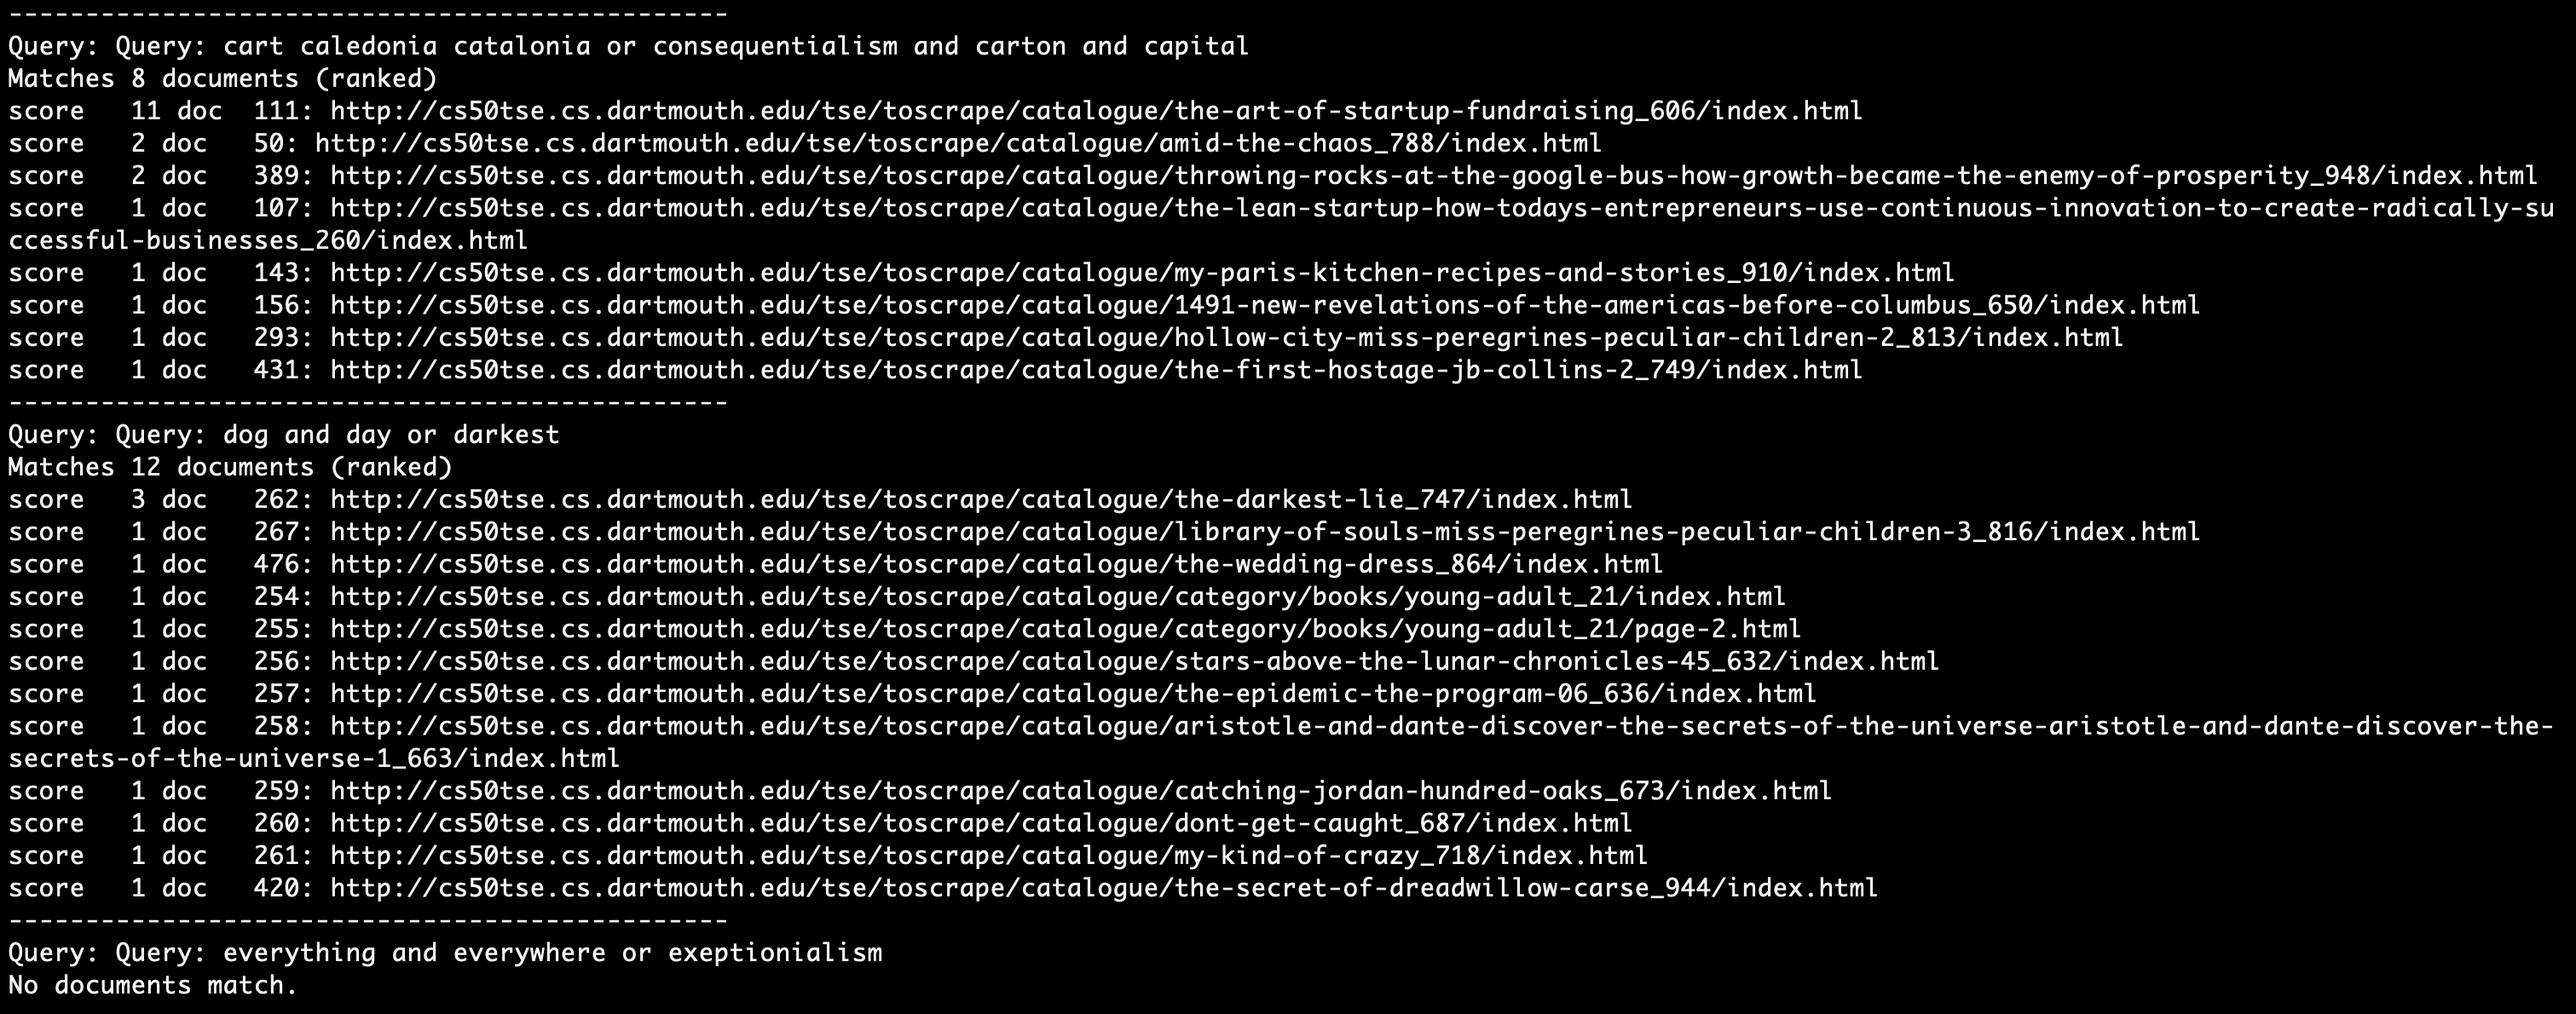 -----------------------------------------------
Query: Query: cart caledonia catalonia or consequentialism and carton and capital
Matches 8 documents (ranked)
score   11 doc  111: http://cs50tse.cs.dartmouth.edu/tse/toscrape/catalogue/the-art-of-startup-fundraising_606/index.html
score   2 doc   50: http://cs50tse.cs.dartmouth.edu/tse/toscrape/catalogue/amid-the-chaos_788/index.html
score   2 doc   389: http://cs50tse.cs.dartmouth.edu/tse/toscrape/catalogue/throwing-rocks-at-the-google-bus-how-growth-became-the-enemy-of-prosperity_948/index.html
score   1 doc   107: http://cs50tse.cs.dartmouth.edu/tse/toscrape/catalogue/the-lean-startup-how-todays-entrepreneurs-use-continuous-innovation-to-create-radically-su
ccessful-businesses_260/index.html
score   1 doc   143: http://cs50tse.cs.dartmouth.edu/tse/toscrape/catalogue/my-paris-kitchen-recipes-and-stories_910/index.html
score   1 doc   156: http://cs50tse.cs.dartmouth.edu/tse/toscrape/catalogue/1491-new-revelations-of-the-americas-before-columbus_650/index.html
score   1 doc   293: http://cs50tse.cs.dartmouth.edu/tse/toscrape/catalogue/hollow-city-miss-peregrines-peculiar-children-2_813/index.html
score   1 doc   431: http://cs50tse.cs.dartmouth.edu/tse/toscrape/catalogue/the-first-hostage-jb-collins-2_749/index.html
-----------------------------------------------
Query: Query: dog and day or darkest
Matches 12 documents (ranked)
score   3 doc   262: http://cs50tse.cs.dartmouth.edu/tse/toscrape/catalogue/the-darkest-lie_747/index.html
score   1 doc   267: http://cs50tse.cs.dartmouth.edu/tse/toscrape/catalogue/library-of-souls-miss-peregrines-peculiar-children-3_816/index.html
score   1 doc   476: http://cs50tse.cs.dartmouth.edu/tse/toscrape/catalogue/the-wedding-dress_864/index.html
score   1 doc   254: http://cs50tse.cs.dartmouth.edu/tse/toscrape/catalogue/category/books/young-adult_21/index.html
score   1 doc   255: http://cs50tse.cs.dartmouth.edu/tse/toscrape/catalogue/category/books/young-adult_21/page-2.html
score   1 doc   256: http://cs50tse.cs.dartmouth.edu/tse/toscrape/catalogue/stars-above-the-lunar-chronicles-45_632/index.html
score   1 doc   257: http://cs50tse.cs.dartmouth.edu/tse/toscrape/catalogue/the-epidemic-the-program-06_636/index.html
score   1 doc   258: http://cs50tse.cs.dartmouth.edu/tse/toscrape/catalogue/aristotle-and-dante-discover-the-secrets-of-the-universe-aristotle-and-dante-discover-the-
secrets-of-the-universe-1_663/index.html
score   1 doc   259: http://cs50tse.cs.dartmouth.edu/tse/toscrape/catalogue/catching-jordan-hundred-oaks_673/index.html
score   1 doc   260: http://cs50tse.cs.dartmouth.edu/tse/toscrape/catalogue/dont-get-caught_687/index.html
score   1 doc   261: http://cs50tse.cs.dartmouth.edu/tse/toscrape/catalogue/my-kind-of-crazy_718/index.html
score   1 doc   420: http://cs50tse.cs.dartmouth.edu/tse/toscrape/catalogue/the-secret-of-dreadwillow-carse_944/index.html
-----------------------------------------------
Query: Query: everything and everywhere or exeptionialism
No documents match.